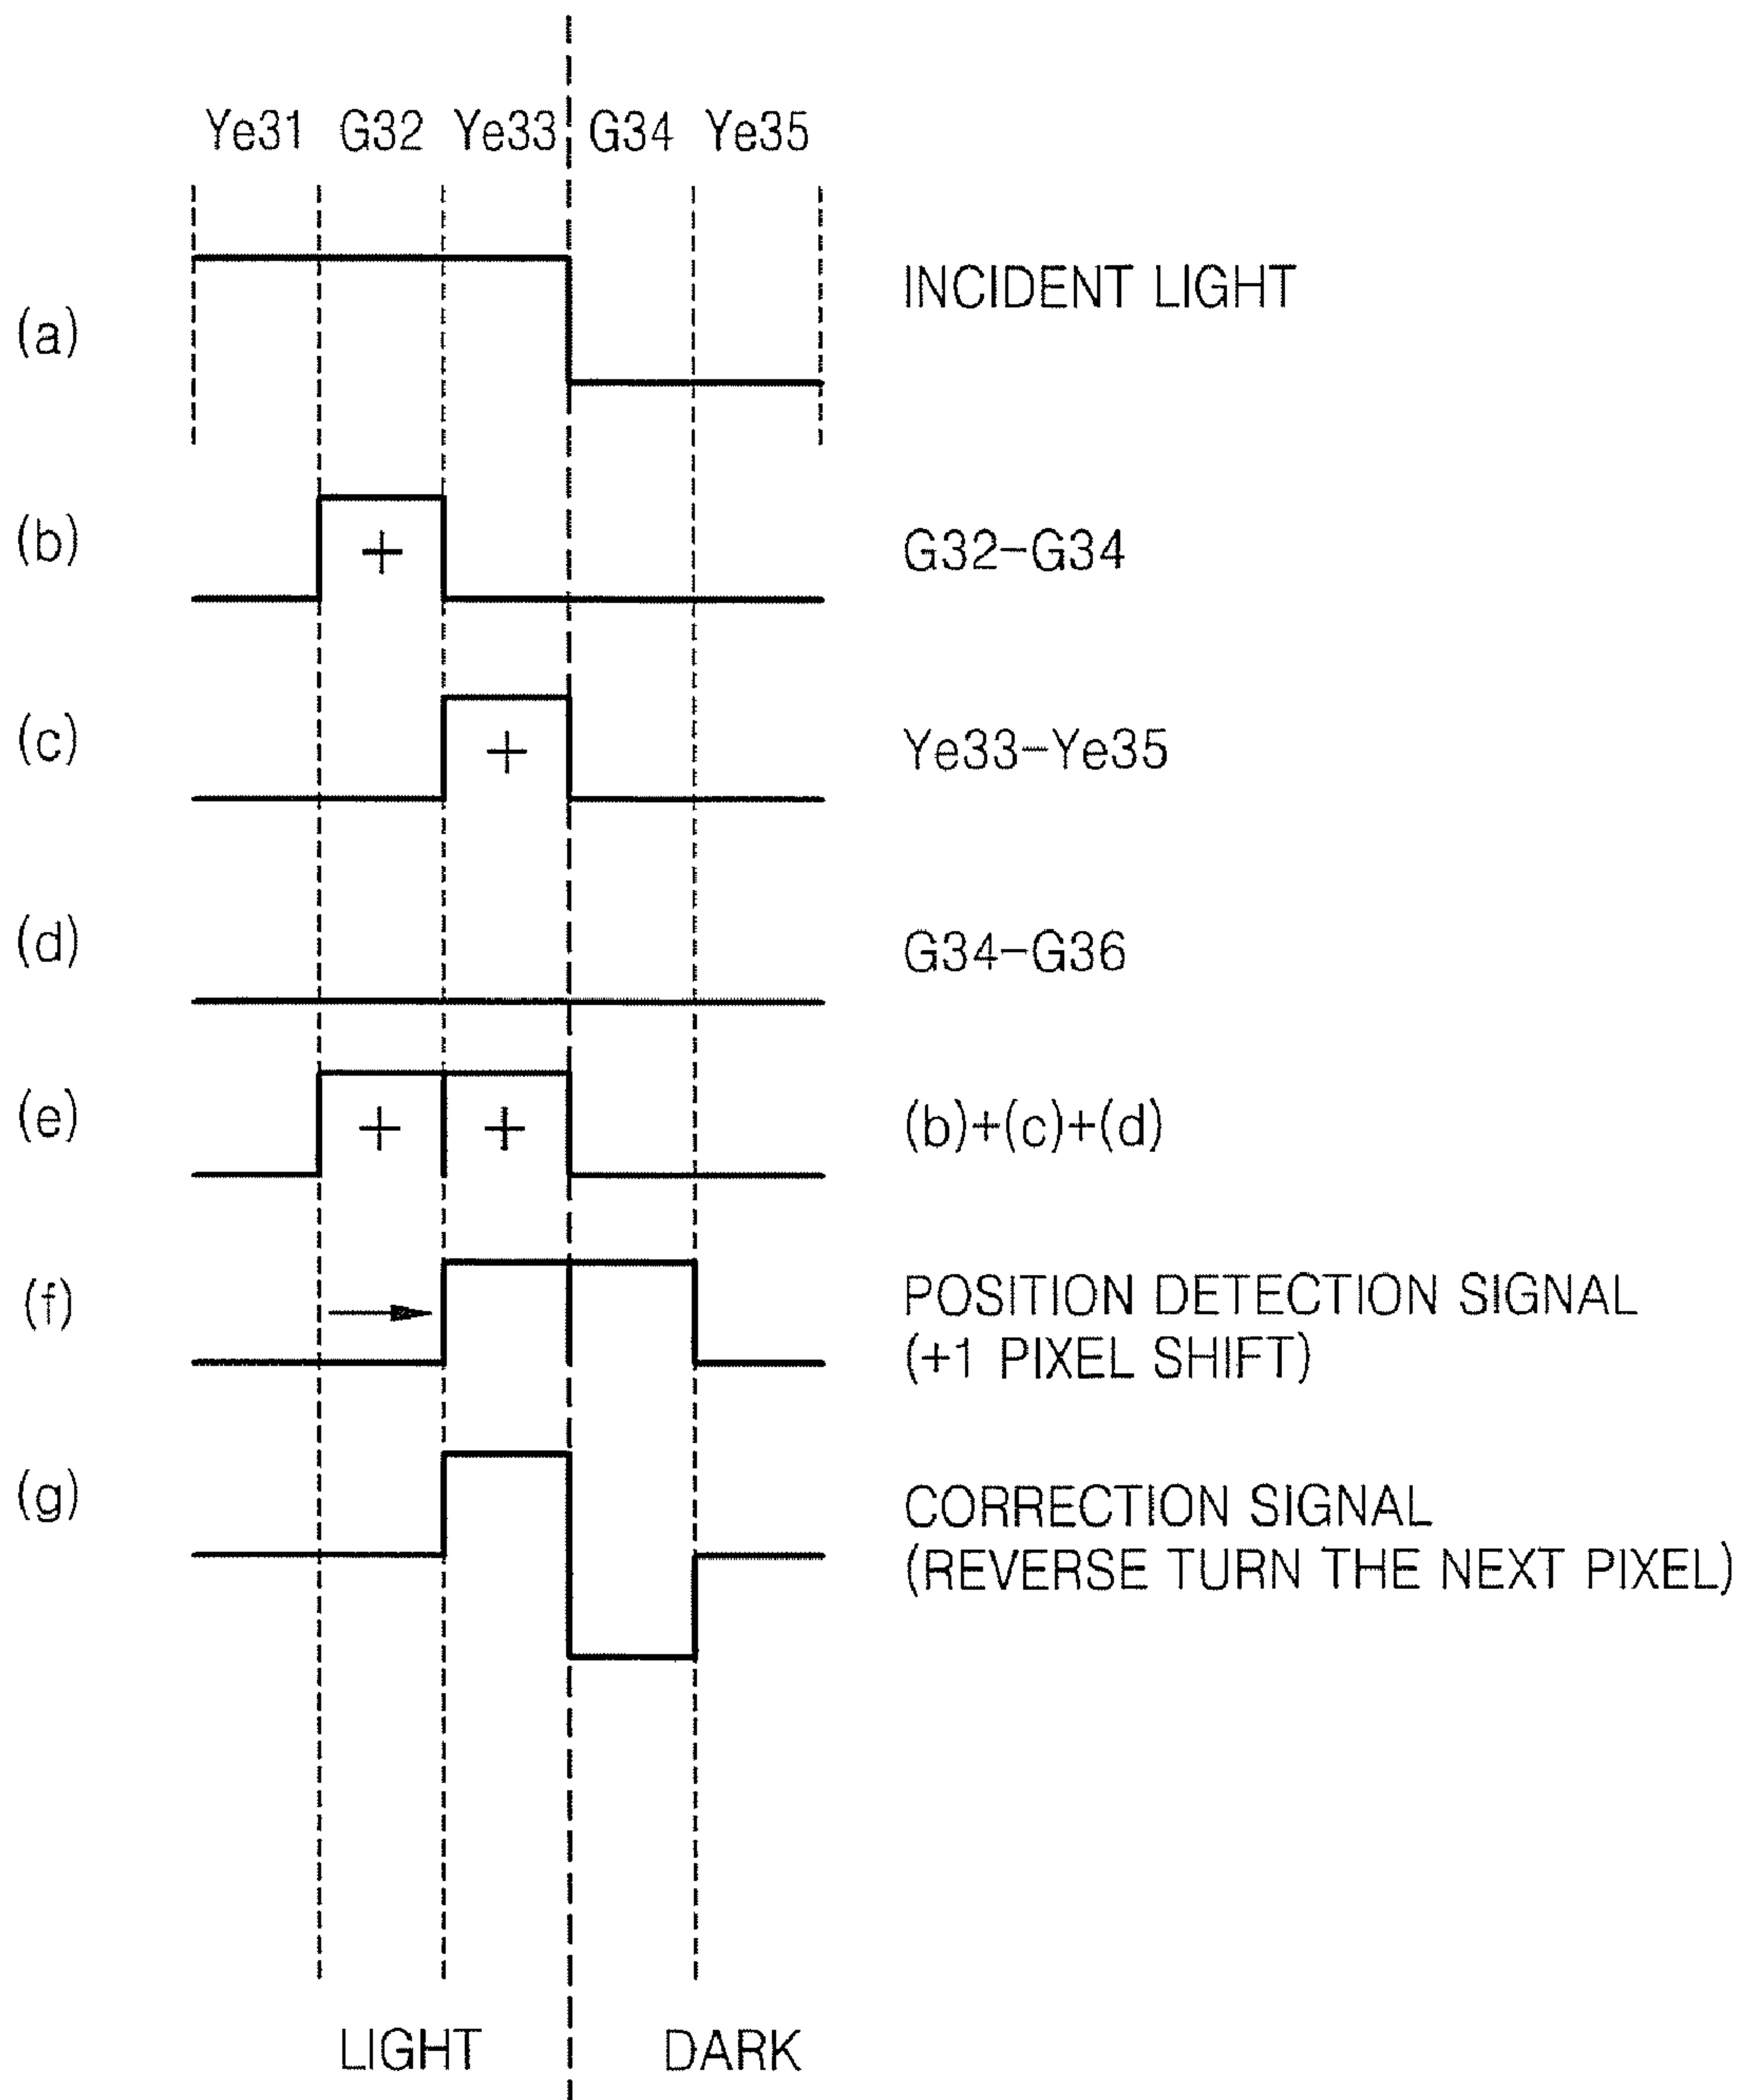 Ye31 G32 Ye33 G34 Ye35
(a) INCIDENT LIGHT
(b) + G32-G34
(c) + Ye33-Ye35
(d) G34-G36
(e) + + (b)+(c)+(d)
(f) POSITION DETECTION SIGNAL
(+1 PIXEL SHIFT)
(g) CORRECTION SIGNAL
(REVERSE TURN THE NEXT PIXEL)
LIGHT DARK